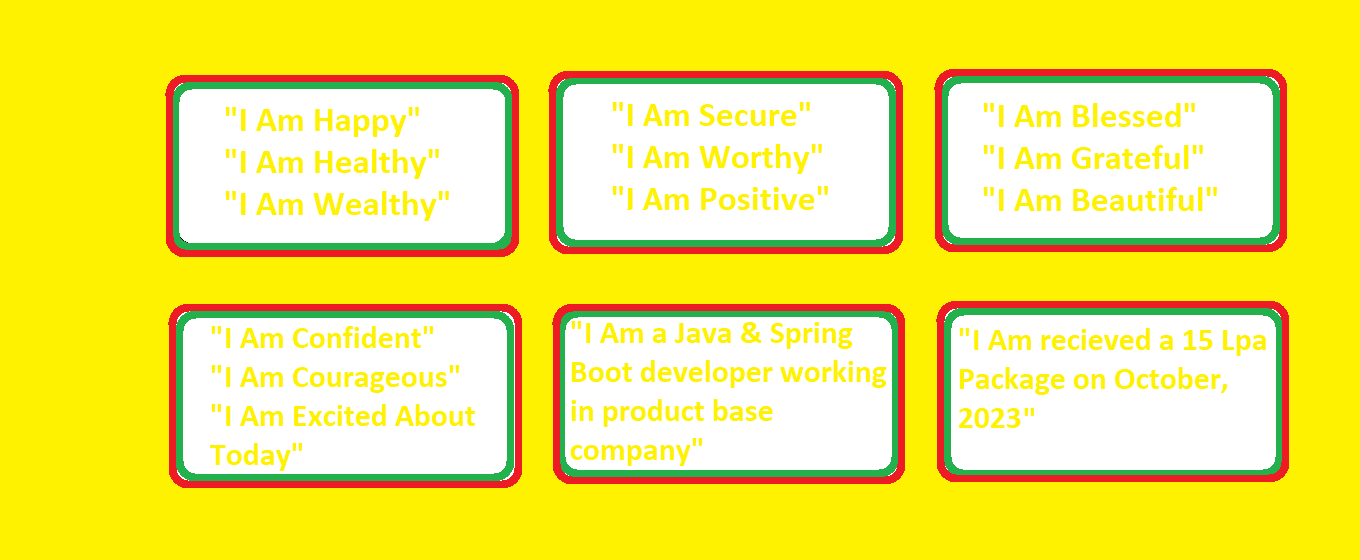 "I Am Happy"
"I Am Healthy"
"I Am Wealthy"
"I Am Secure"
"I Am Worthy"
"I Am Positive"
"I Am Blessed"
"I Am Grateful"
"I Am Beautiful"
"I Am Confident"
"I Am Courageous"
"I Am Excited About
Today"
"I Am a Java & Spring
Boot developer working
in product base
company"
"I Am recieved a 15 Lpa
Package on October,
2023"